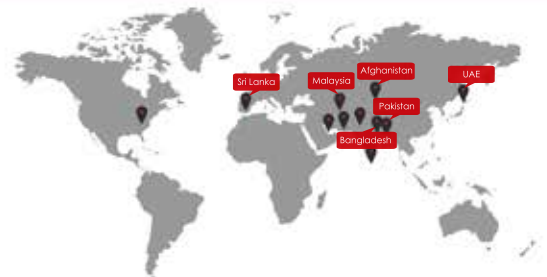 Afghanistan
UAE
Sri Lanka
Malaysia
Pakistan
Bangladesh